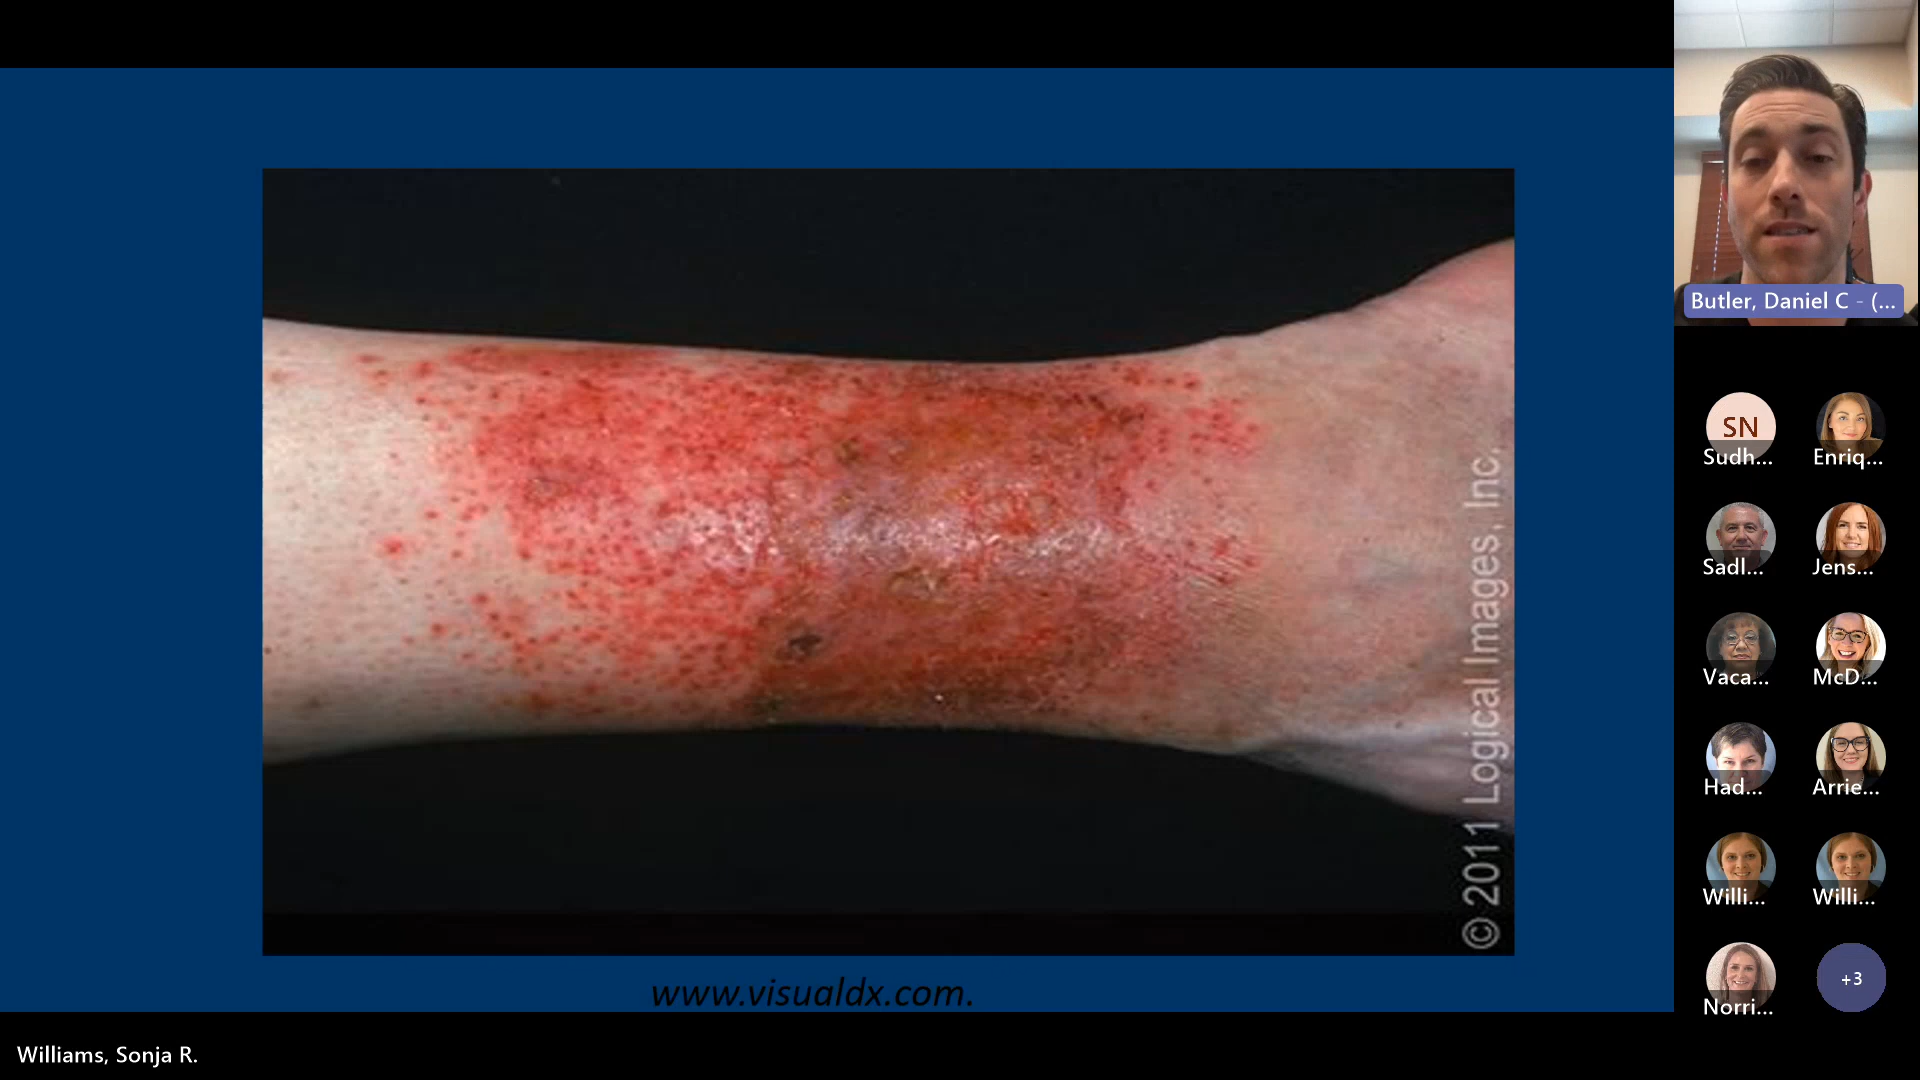 © 2011 Logical Images, Inc.
www.visualdx.com.
Butler, Daniel C - (...
SN
Sudh...
Enriq...
Sadl...
Jens...
Vaca...
McD...
Had...
Arrie...
Willi...
Willi...
Norri...
+3
Williams, Sonja R.